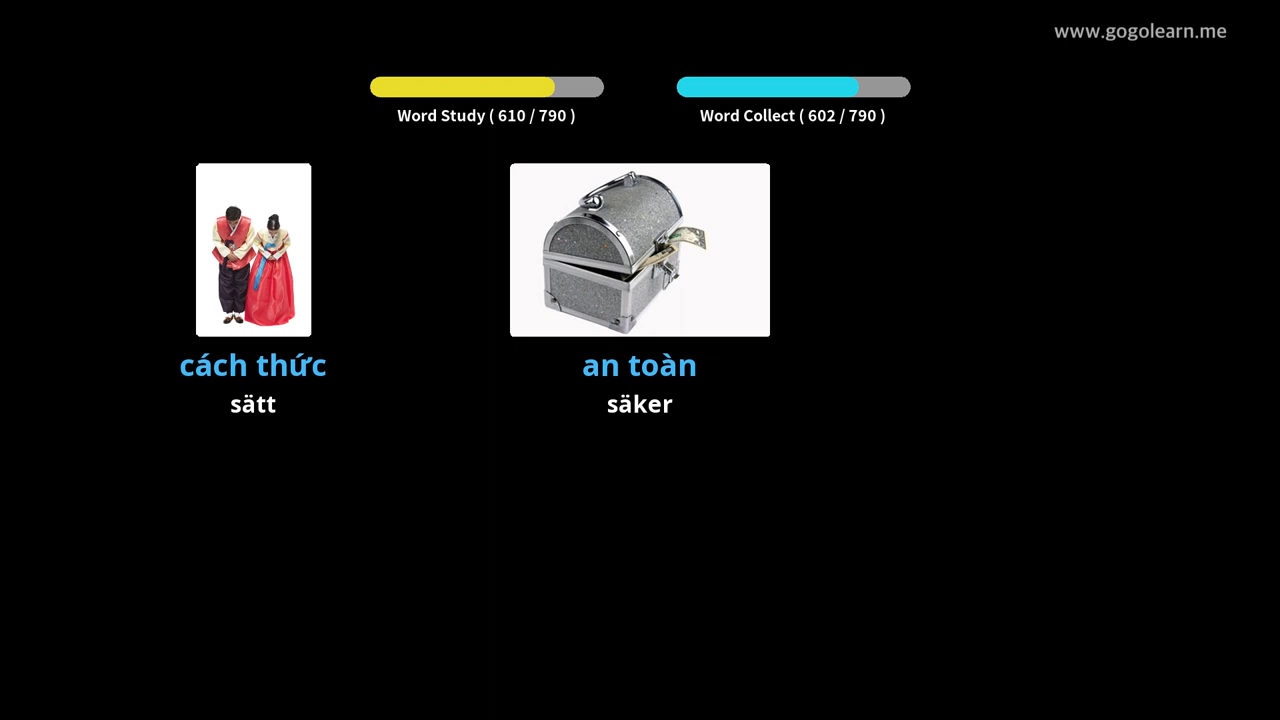 www.gogolearn.me
Word Study ( 610 / 790 )
Word Collect ( 602 / 790 )
cách thức
sätt
an toàn
säker